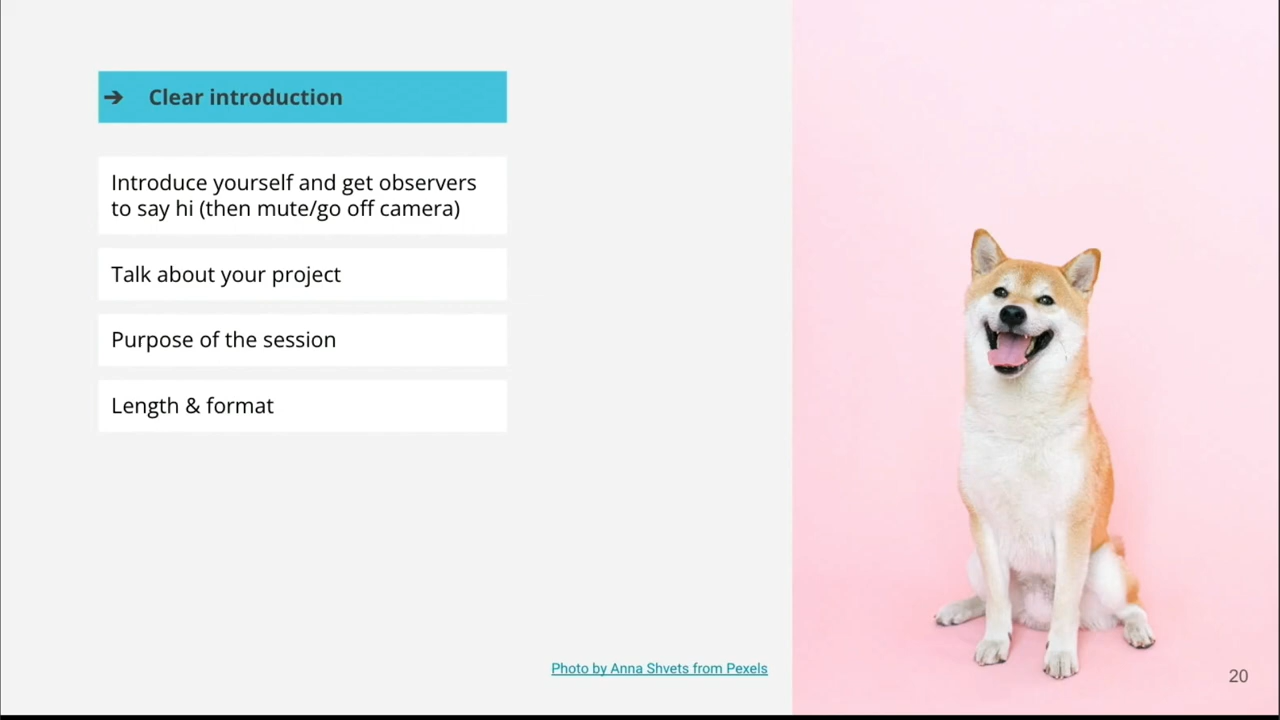 ➔ Clear introduction
Introduce yourself and get observers
to say hi (then mute/go off camera)
Talk about your project
Purpose of the session
Length & format
Photo by Anna Shvets from Pexels
20